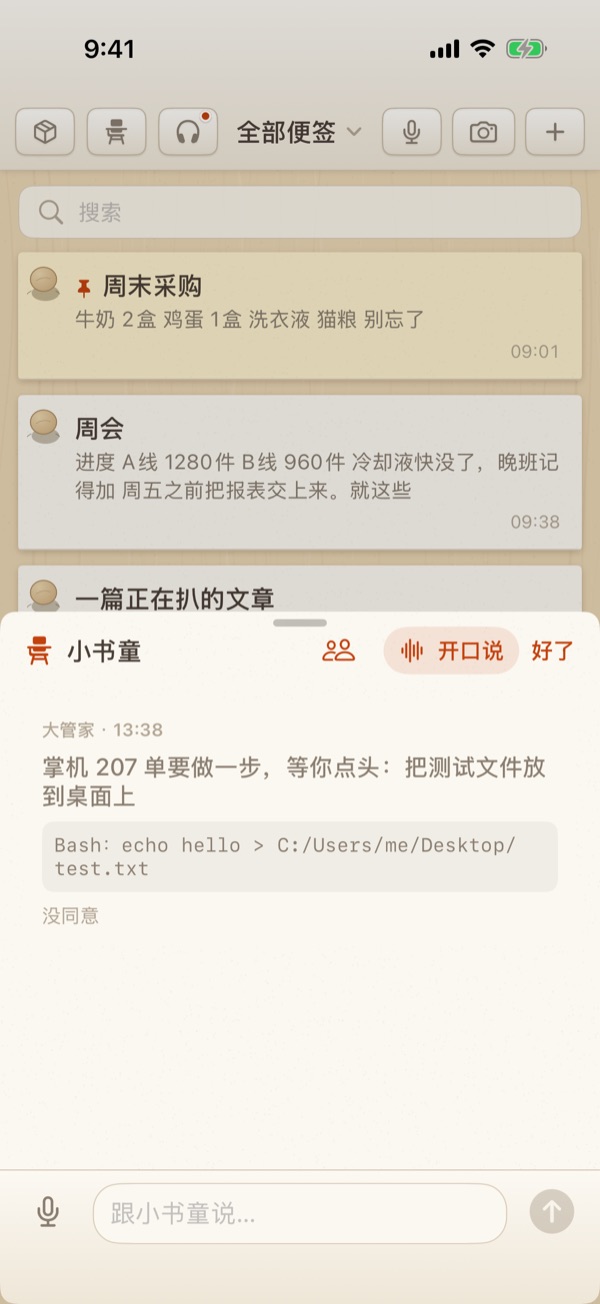 9:41
全部便签
搜索
周末采购
牛奶 2盒 鸡蛋 1盒 洗衣液 猫粮 别忘了
09:01
周会
进度 A线 1280件 B线 960件 冷却液快没了，晚班记
得加 周五之前把报表交上来。就这些
09:38
一篇正在扒的文章
小书童
开口说
好了
大管家 · 13:38
掌机 207 单要做一步，等你点头：把测试文件放
到桌面上
Bash: echo hello > C:/Users/me/Desktop/
test.txt
没同意
跟小书童说…